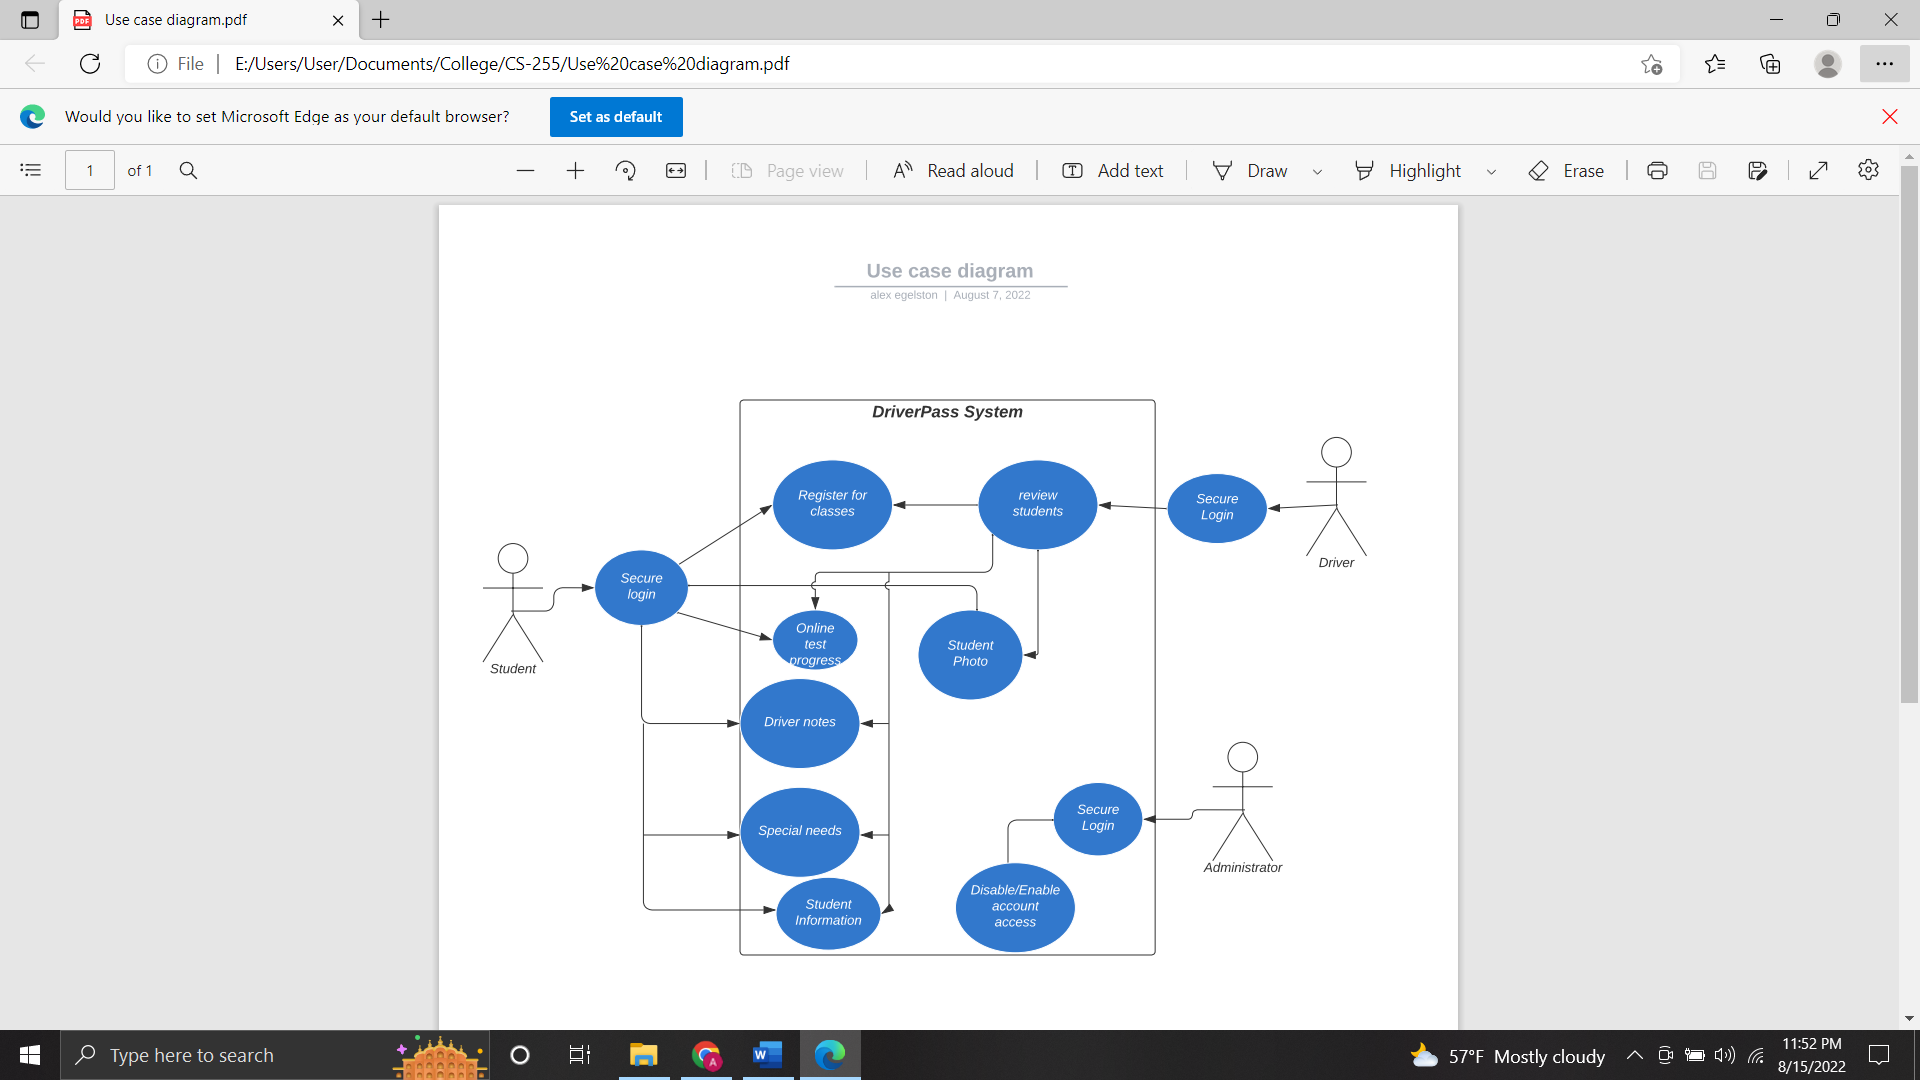 Use case diagram.pdf
File
E:/Users/User/Documents/College/CS-255/Use%20case%20diagram.pdf
Would you like to set Microsoft Edge as your default browser?
Set as default
1
of 1
Page view
Read aloud
Add text
Draw
Highlight
Erase
Use case diagram
alex egelston | August 7, 2022
DriverPass System
Register for
classes
review
students
Secure
Login
Driver
Secure
login
Student
Online
test
progress
Student
Photo
Driver notes
Special needs
Secure
Login
Administrator
Disable/Enable
account
access
Student
Information
Type here to search
57°F Mostly cloudy
11:52 PM
8/15/2022